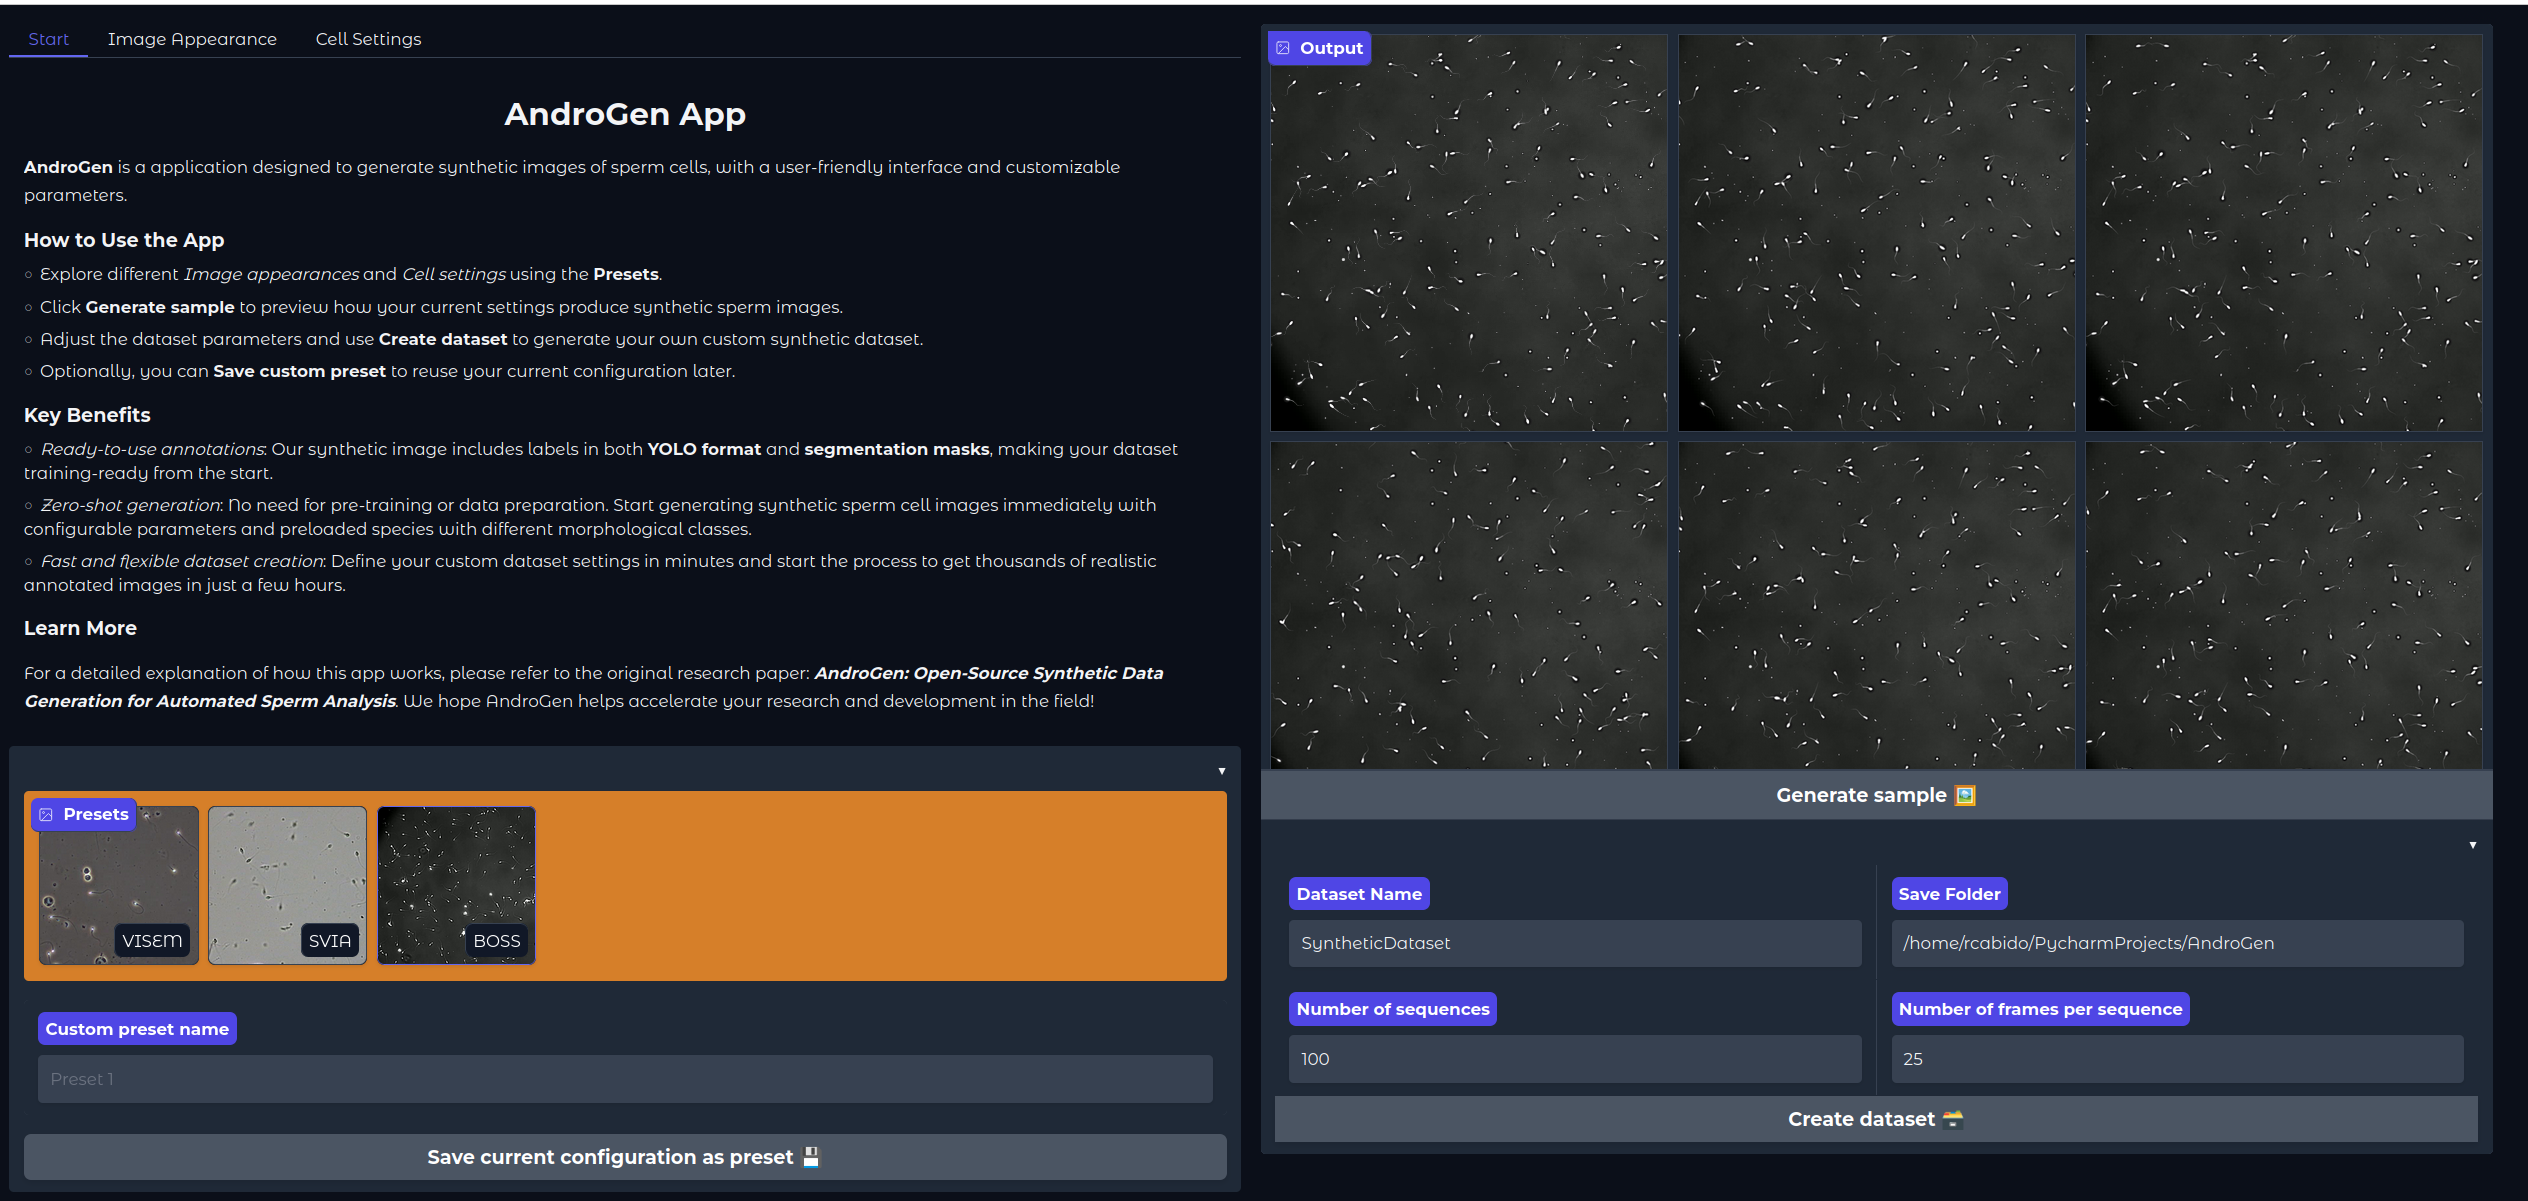 Start
Image Appearance
Cell Settings
AndroGen App
AndroGen is a application designed to generate synthetic images of sperm cells, with a user-friendly interface and customizable
parameters.
How to Use the App
◦ Explore different Image appearances and Cell settings using the Presets.
◦ Click Generate sample to preview how your current settings produce synthetic sperm images.
◦ Adjust the dataset parameters and use Create dataset to generate your own custom synthetic dataset.
◦ Optionally, you can Save custom preset to reuse your current configuration later.
Key Benefits
◦ Ready-to-use annotations: Our synthetic image includes labels in both YOLO format and segmentation masks, making your dataset
training-ready from the start.
◦ Zero-shot generation: No need for pre-training or data preparation. Start generating synthetic sperm cell images immediately with
configurable parameters and preloaded species with different morphological classes.
◦ Fast and flexible dataset creation: Define your custom dataset settings in minutes and start the process to get thousands of realistic
annotated images in just a few hours.
Learn More
For a detailed explanation of how this app works, please refer to the original research paper: AndroGen: Open-Source Synthetic Data
Generation for Automated Sperm Analysis. We hope AndroGen helps accelerate your research and development in the field!
Presets
VISEM
SVIA
BOSS
Custom preset name
Preset 1
Save current configuration as preset 💾
Output
Generate sample 🖼️
Dataset Name
SyntheticDataset
Save Folder
/home/rcabido/PycharmProjects/AndroGen
Number of sequences
100
Number of frames per sequence
25
Create dataset 🗃️